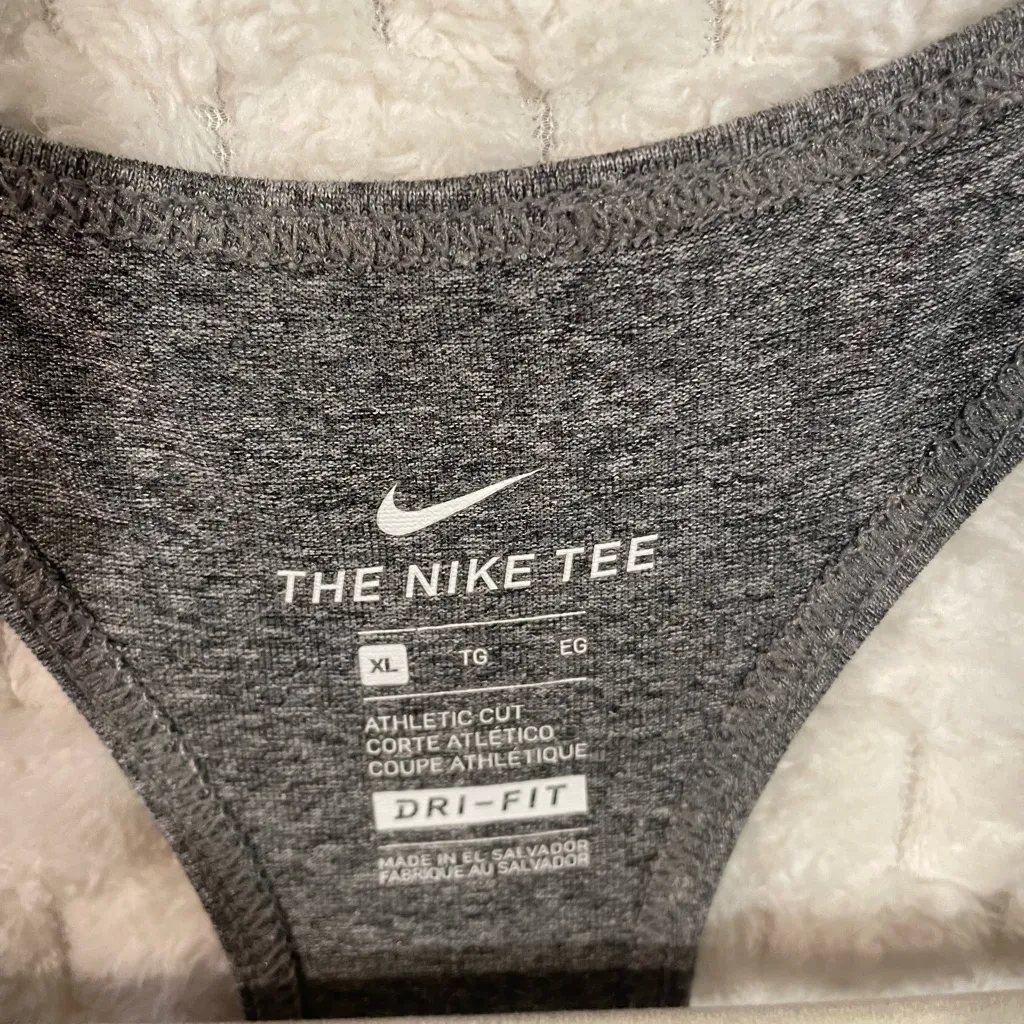 THE NIKE TEE
XL TG EG
ATHLETIC CUT
CORTE ATLÉTICO
COUPE ATHLÉTIQUE
DRI-FIT
MADE IN EL SALVADOR
FABRIQUE AU SALVADOR